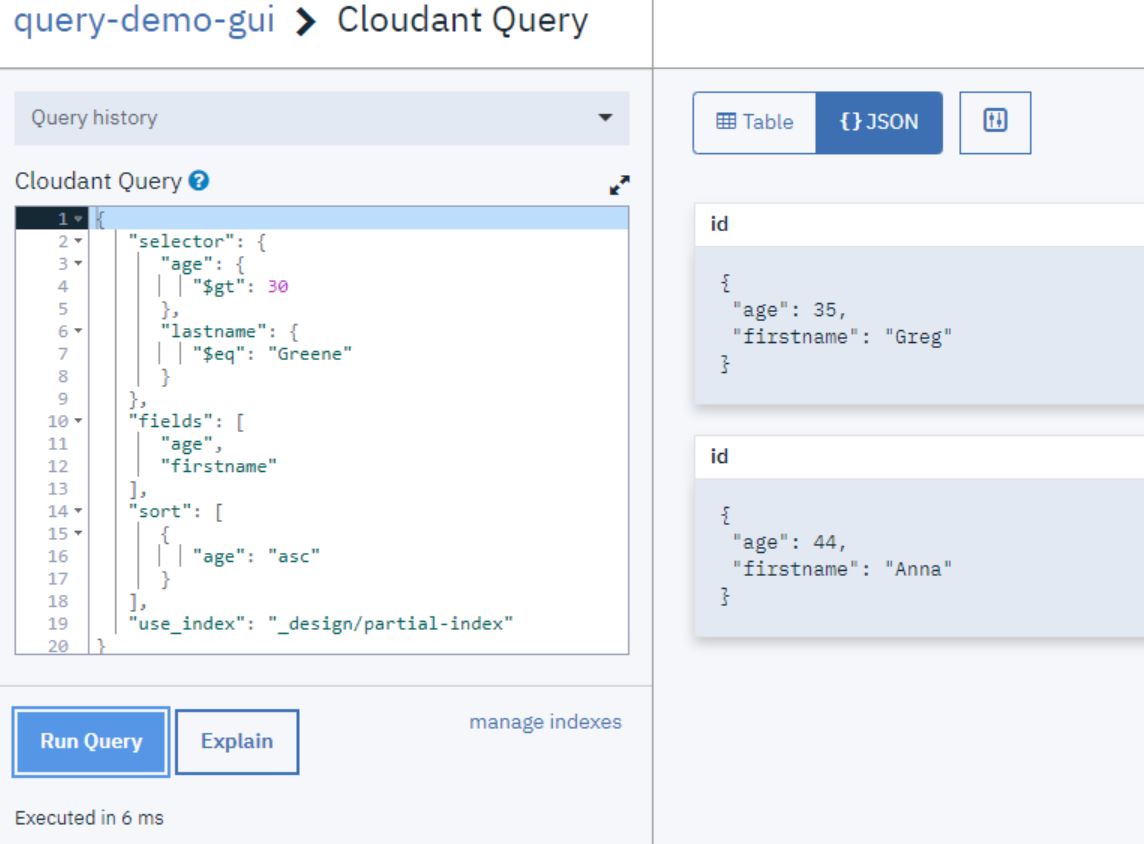 query-demo-gui > Cloudant Query
Query history
Cloudant Query ?
1 {
2 "selector": {
3 "age": {
4 "$gt": 30
5 },
6 "lastname": {
7 "$eq": "Greene"
8 }
9 },
10 "fields": [
11 "age",
12 "firstname"
13 ],
14 "sort": [
15 {
16 "age": "asc"
17 }
18 ],
19 "use_index": "_design/partial-index"
20 }
Run Query
Explain
manage indexes
Executed in 6 ms
Table
{} JSON
id
{
"age": 35,
"firstname": "Greg"
}
id
{
"age": 44,
"firstname": "Anna"
}